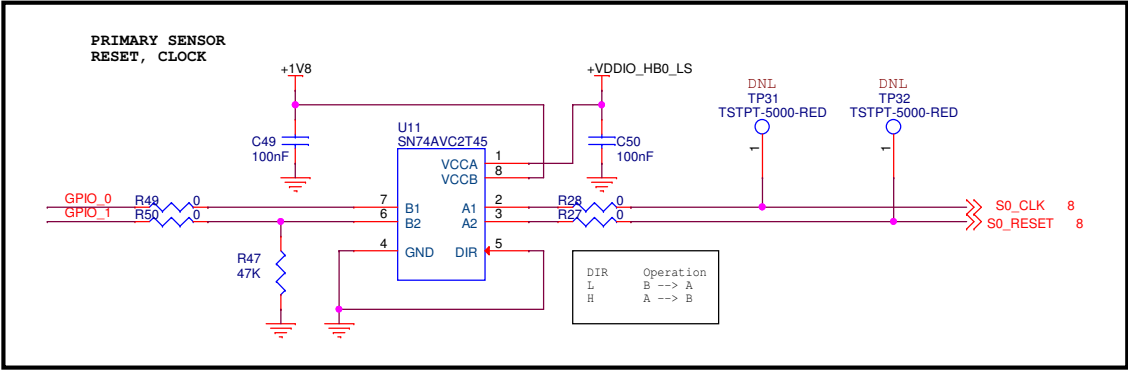 PRIMARY SENSOR
RESET, CLOCK
+1V8
+VDDIO_HB0_LS
DNL
TP31
TSTPT-5000-RED
DNL
TP32
TSTPT-5000-RED
U11
SN74AVC2T45
C49
100nF
C50
100nF
1
1
VCCA 1
VCCB 8
GPIO_0 R49 0 7 B1 A1 2 R28 0 S0_CLK 8
GPIO_1 R50 0 6 B2 A2 3 R27 0 S0_RESET 8
4 GND DIR 5
R47
47K
DIR Operation
L B --> A
H A --> B